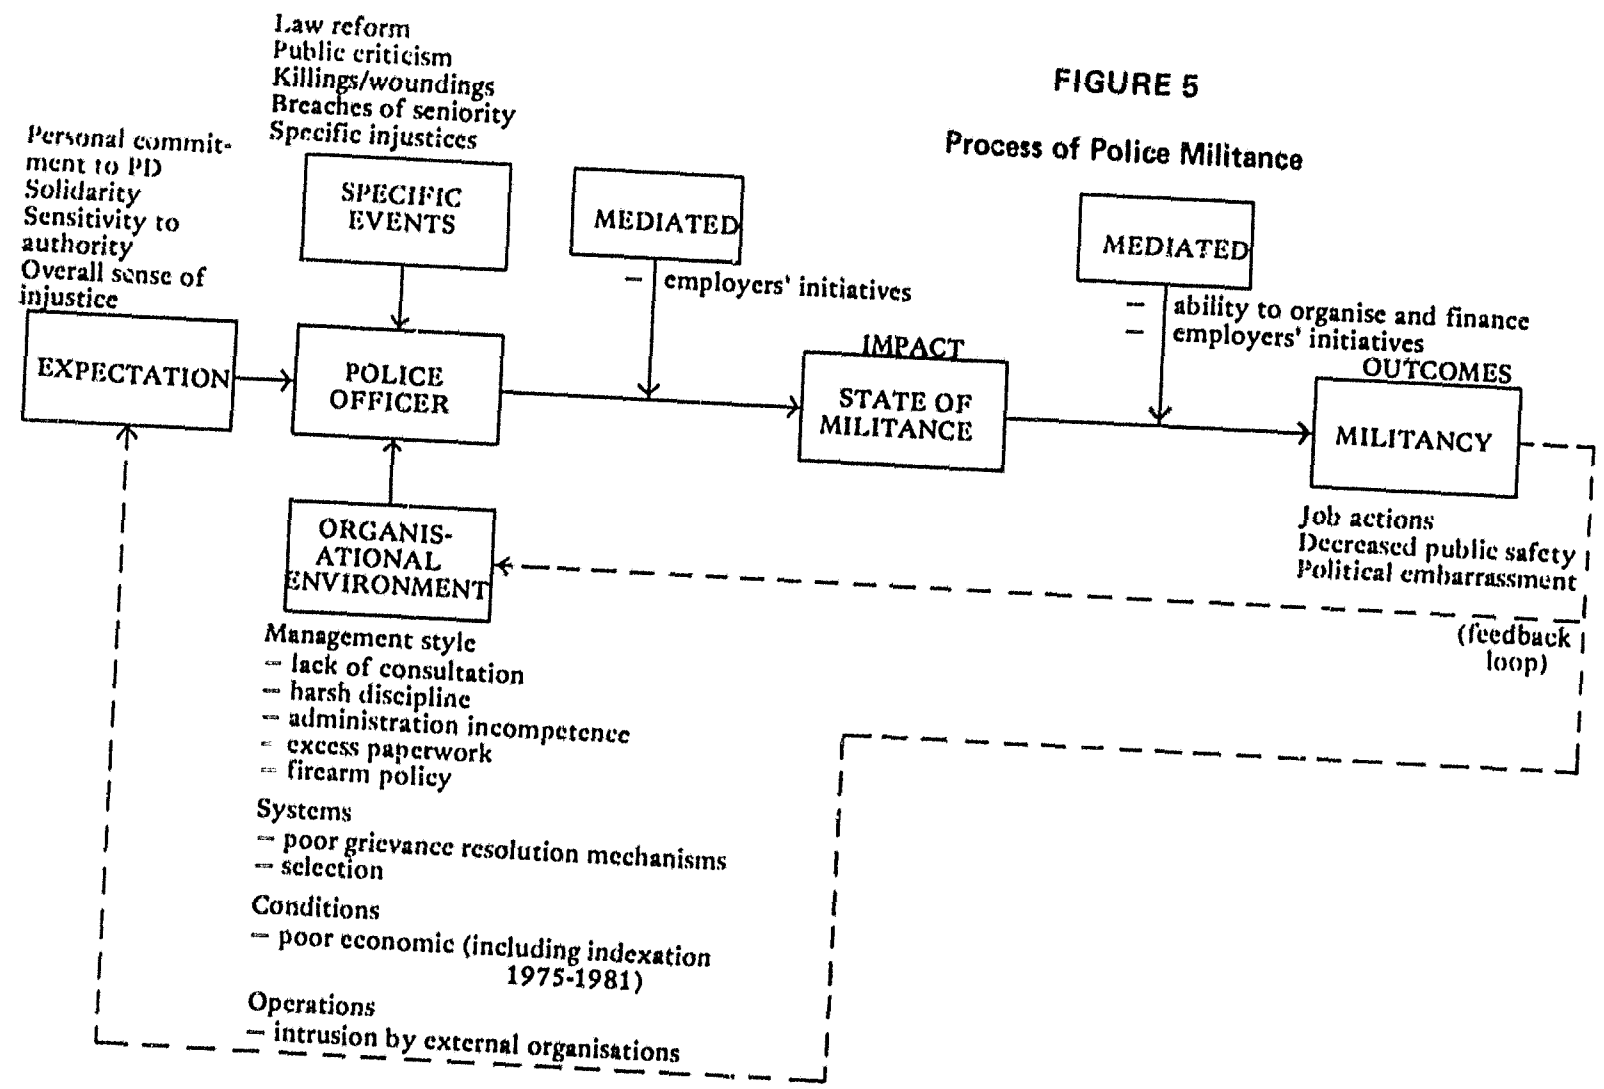 FIGURE 5
Process of Police Militance
Law reform
Public criticism
Killings/woundings
Breaches of seniority
Specific injustices
Personal commit-
ment to PD
Solidarity
Sensitivity to
authority
Overall sense of
injustice
SPECIFIC
EVENTS
MEDIATED
– employers' initiatives
MEDIATED
– ability to organise and finance
– employers' initiatives
EXPECTATION
POLICE
OFFICER
IMPACT
STATE OF
MILITANCE
OUTCOMES
MILITANCY
Job actions
Decreased public safety
Political embarrassment
(feedback
loop)
ORGANIS-
ATIONAL
ENVIRONMENT
Management style
– lack of consultation
– harsh discipline
– administration incompetence
– excess paperwork
– firearm policy
Systems
– poor grievance resolution mechanisms
– selection
Conditions
– poor economic (including indexation
1975-1981)
Operations
– intrusion by external organisations